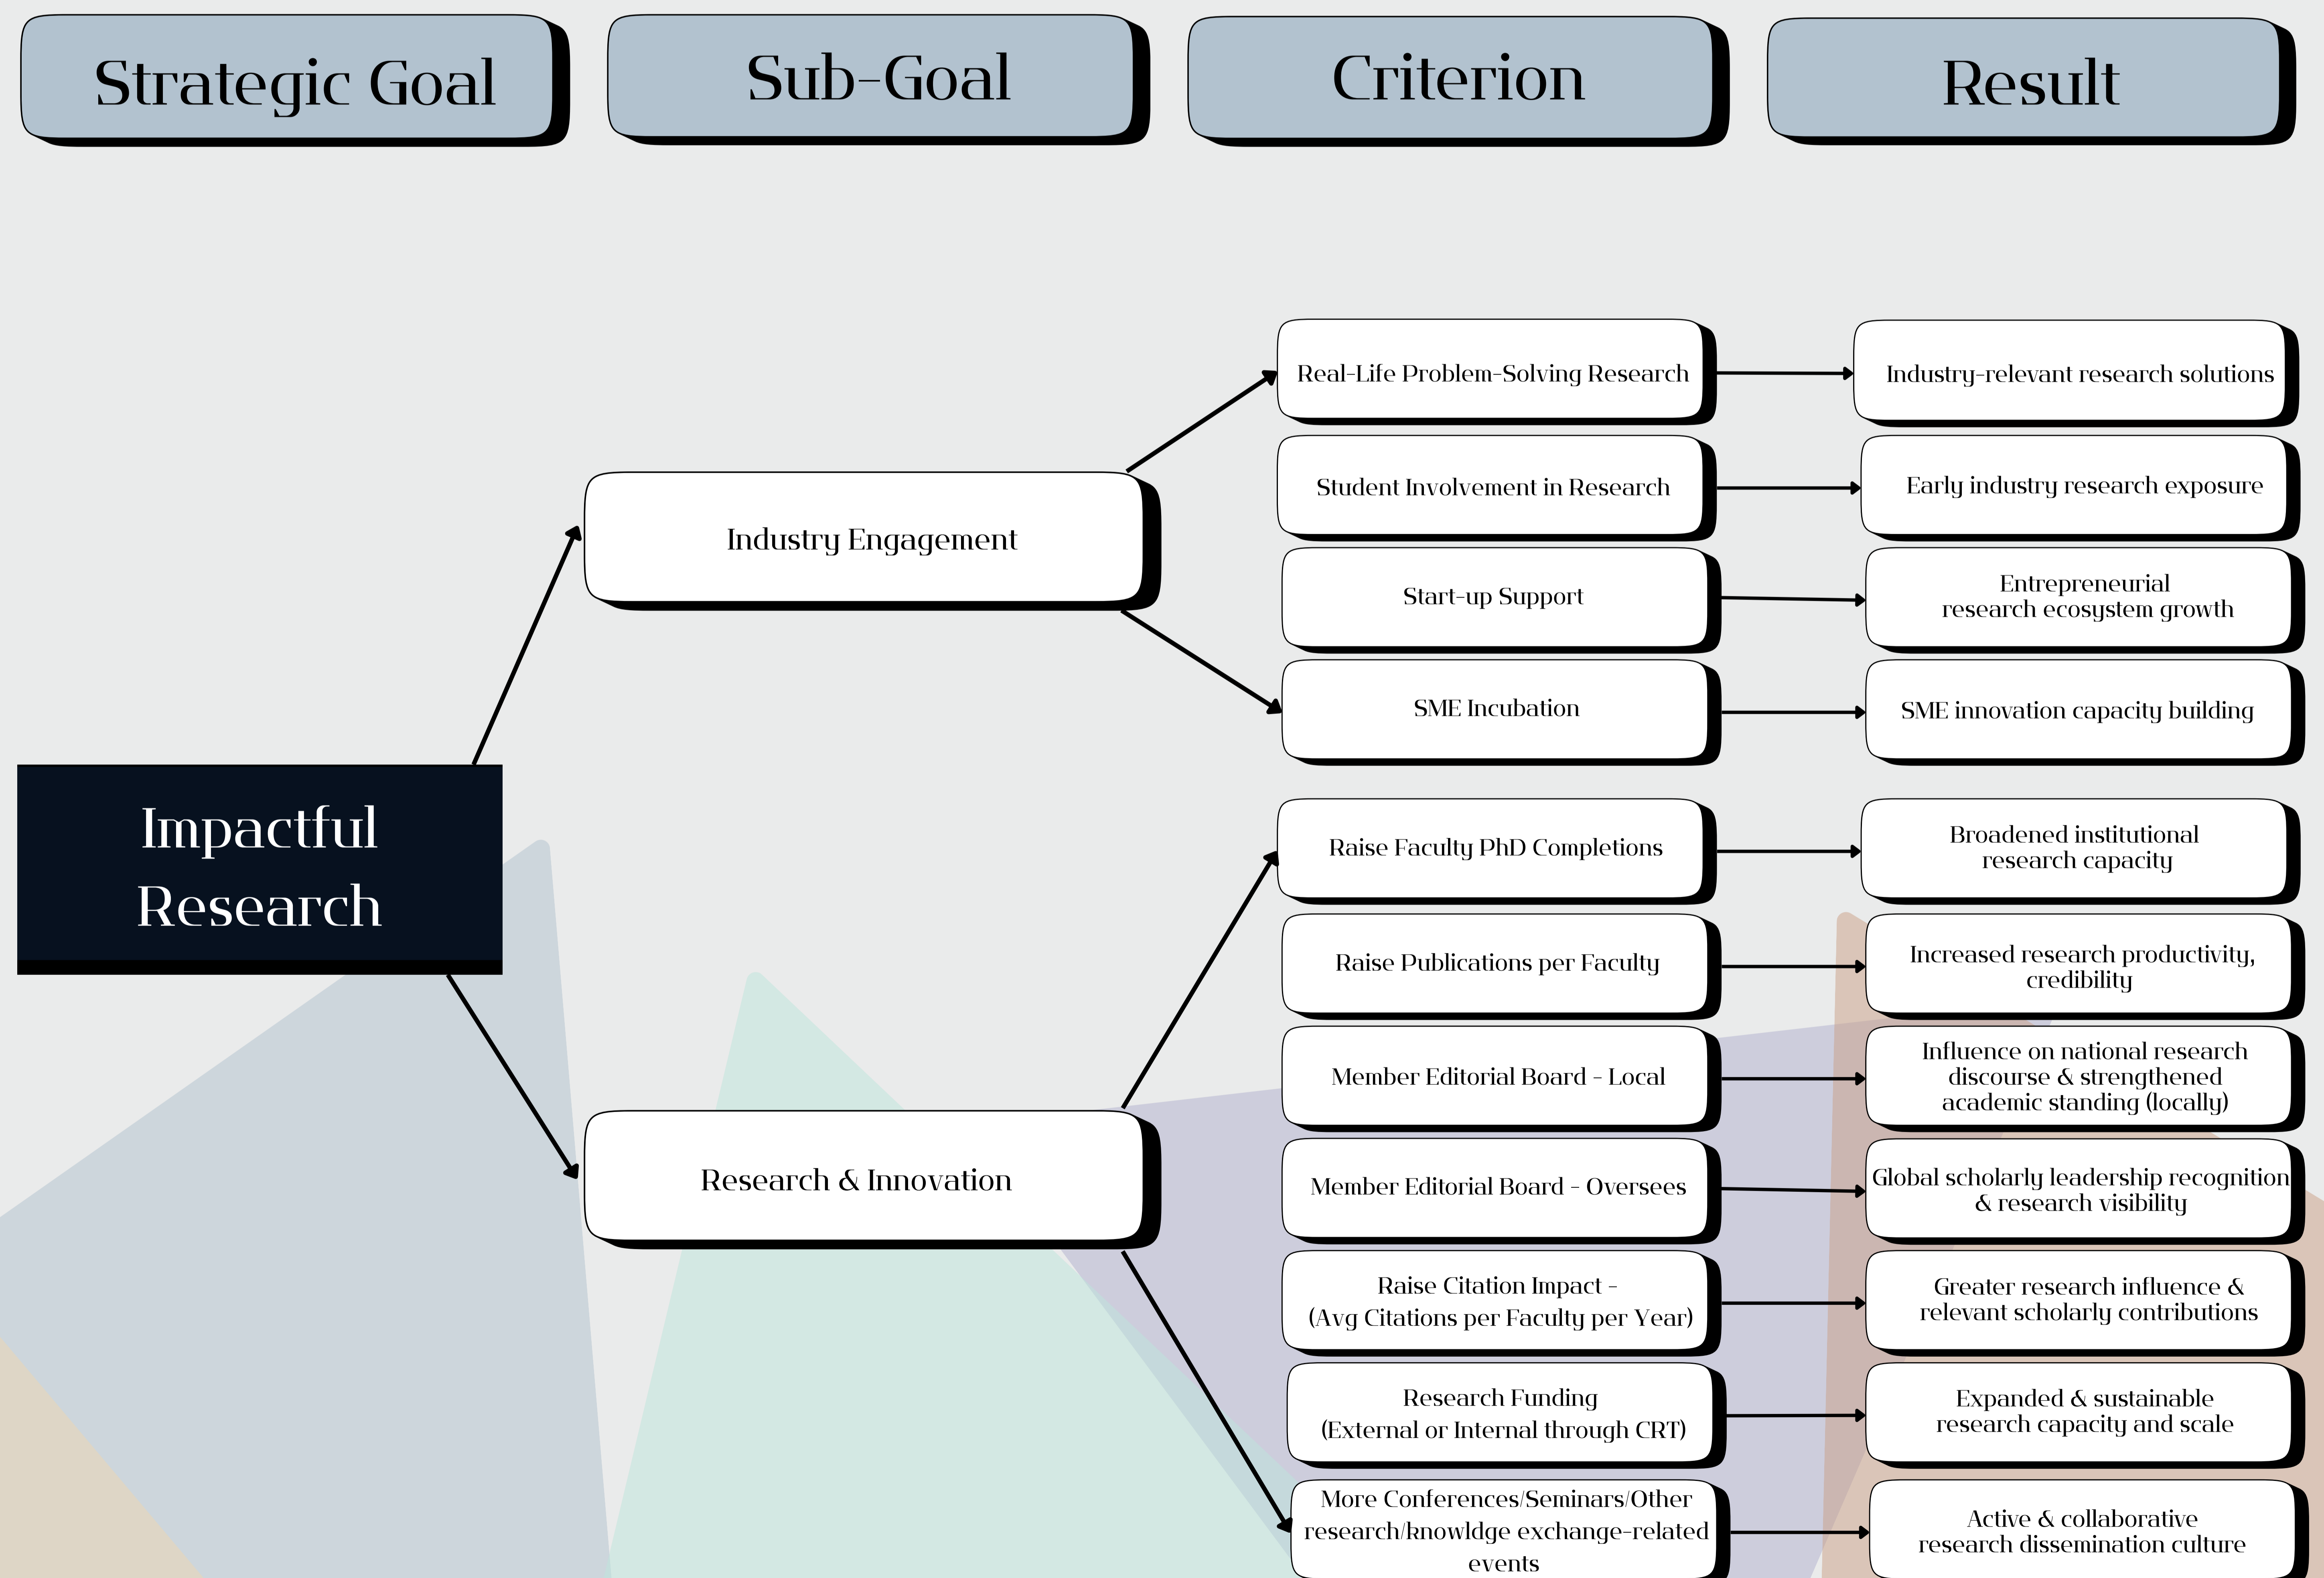 Strategic Goal
Sub-Goal
Criterion
Result
Impactful
Research
Industry Engagement
Real-Life Problem-Solving Research
Industry-relevant research solutions
Student Involvement in Research
Early industry research exposure
Start-up Support
Entrepreneurial
research ecosystem growth
SME Incubation
SME innovation capacity building
Research & Innovation
Raise Faculty PhD Completions
Broadened institutional
research capacity
Raise Publications per Faculty
Increased research productivity,
credibility
Member Editorial Board - Local
Influence on national research
discourse & strengthened
academic standing (locally)
Member Editorial Board - Oversees
Global scholarly leadership recognition
& research visibility
Raise Citation Impact -
(Avg Citations per Faculty per Year)
Greater research influence &
relevant scholarly contributions
Research Funding
(External or Internal through CRT)
Expanded & sustainable
research capacity and scale
More Conferences/Seminars/Other
research/knowldge exchange-related
events
Active & collaborative
research dissemination culture